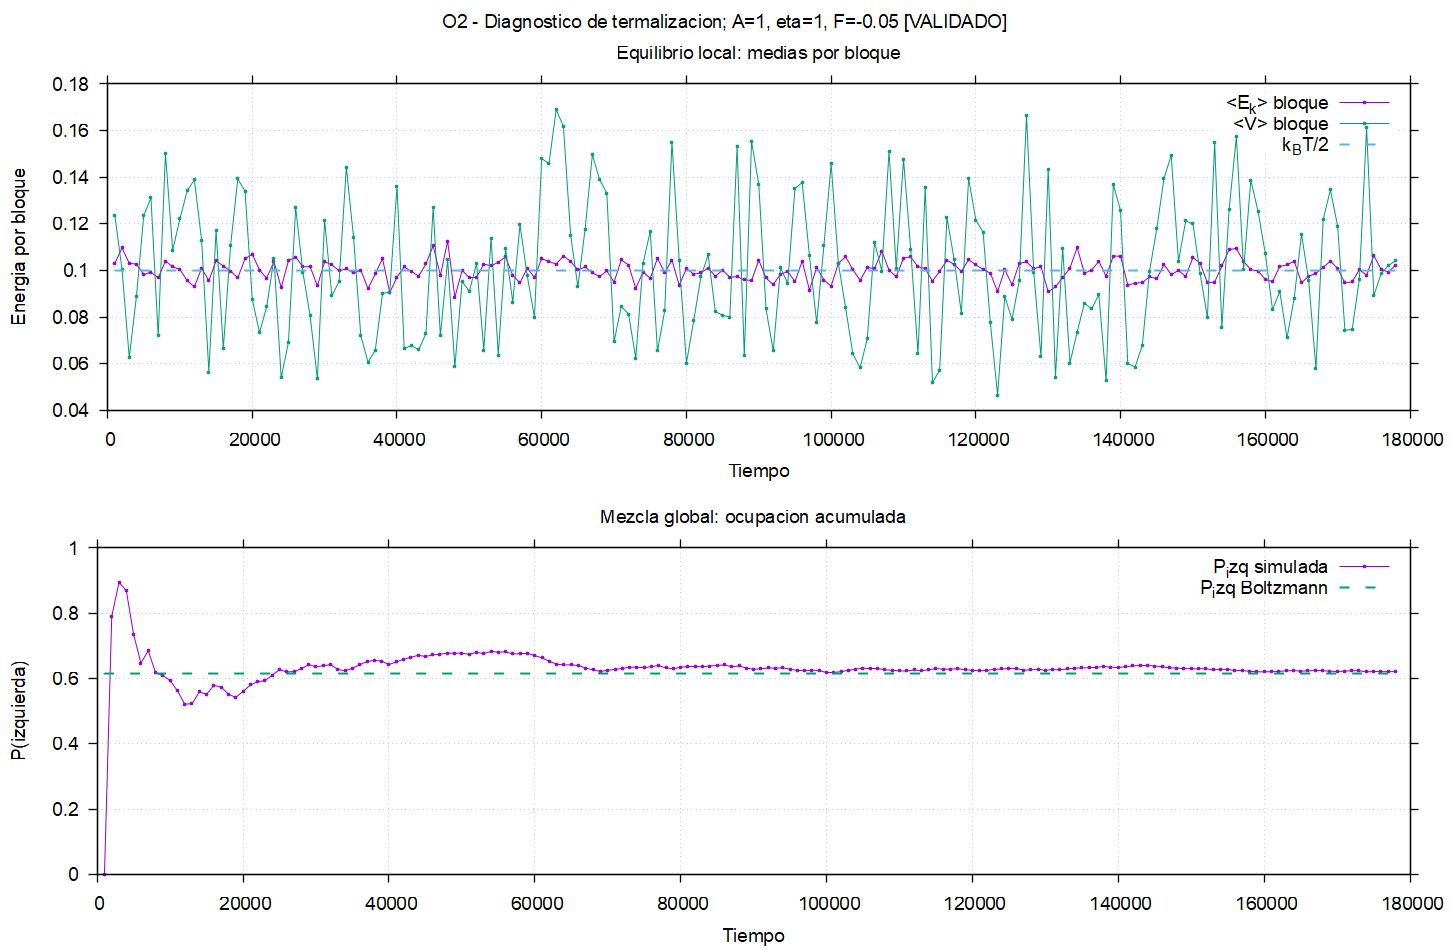 O2 - Diagnostico de termalizacion; A=1, eta=1, F=-0.05 [VALIDADO]
Equilibrio local: medias por bloque
0.18
0.16
0.14
0.12
0.1
0.08
0.06
0.04
Energia por bloque
<Ek> bloque
<V> bloque
kBT/2
0 20000 40000 60000 80000 100000 120000 140000 160000 180000
Tiempo
Mezcla global: ocupacion acumulada
1
0.8
0.6
0.4
0.2
0
P(izquierda)
Pizq simulada
Pizq Boltzmann
0 20000 40000 60000 80000 100000 120000 140000 160000 180000
Tiempo